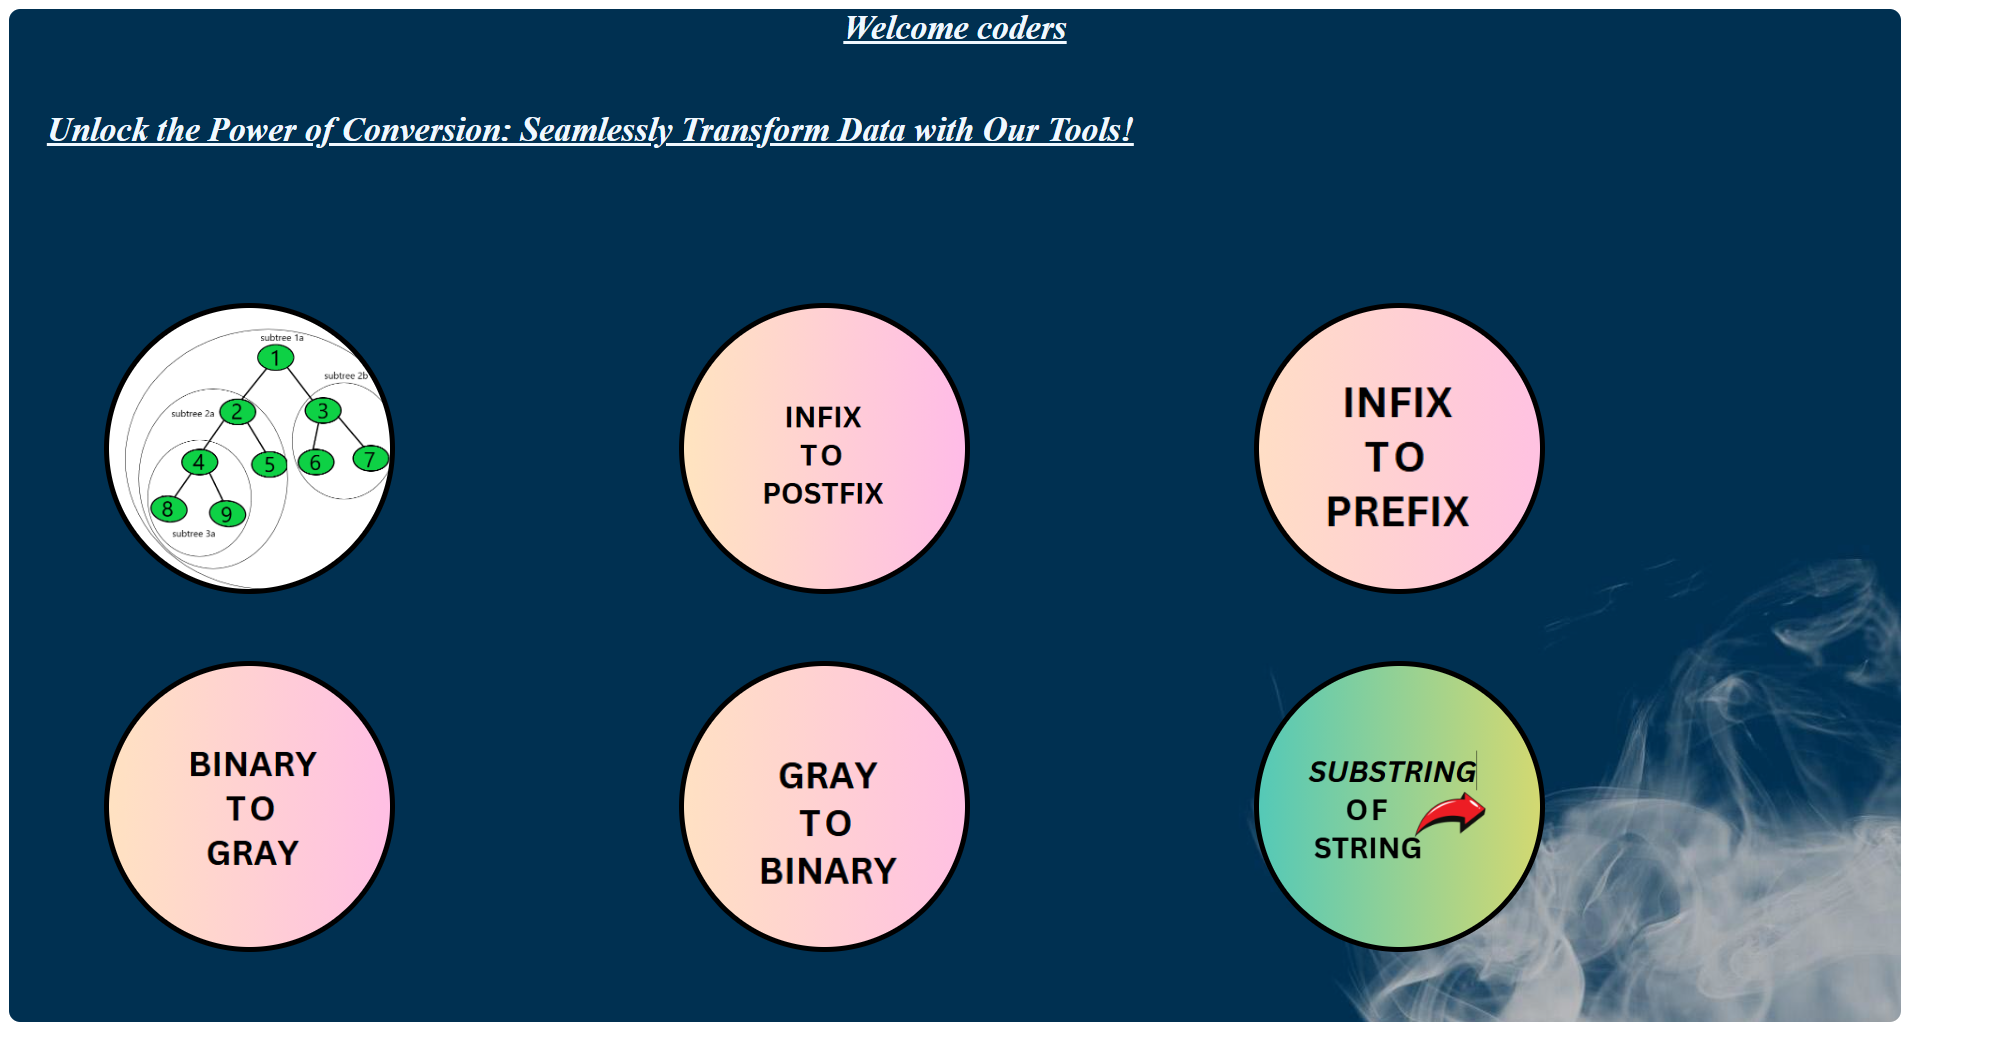 Welcome coders
Unlock the Power of Conversion: Seamlessly Transform Data with Our Tools!
subtree 1a
1
subtree 2b
subtree 2a
2
3
4
5
6
7
8
9
subtree 3a
INFIX
TO
POSTFIX
INFIX
TO
PREFIX
BINARY
TO
GRAY
GRAY
TO
BINARY
SUBSTRING
OF
STRING